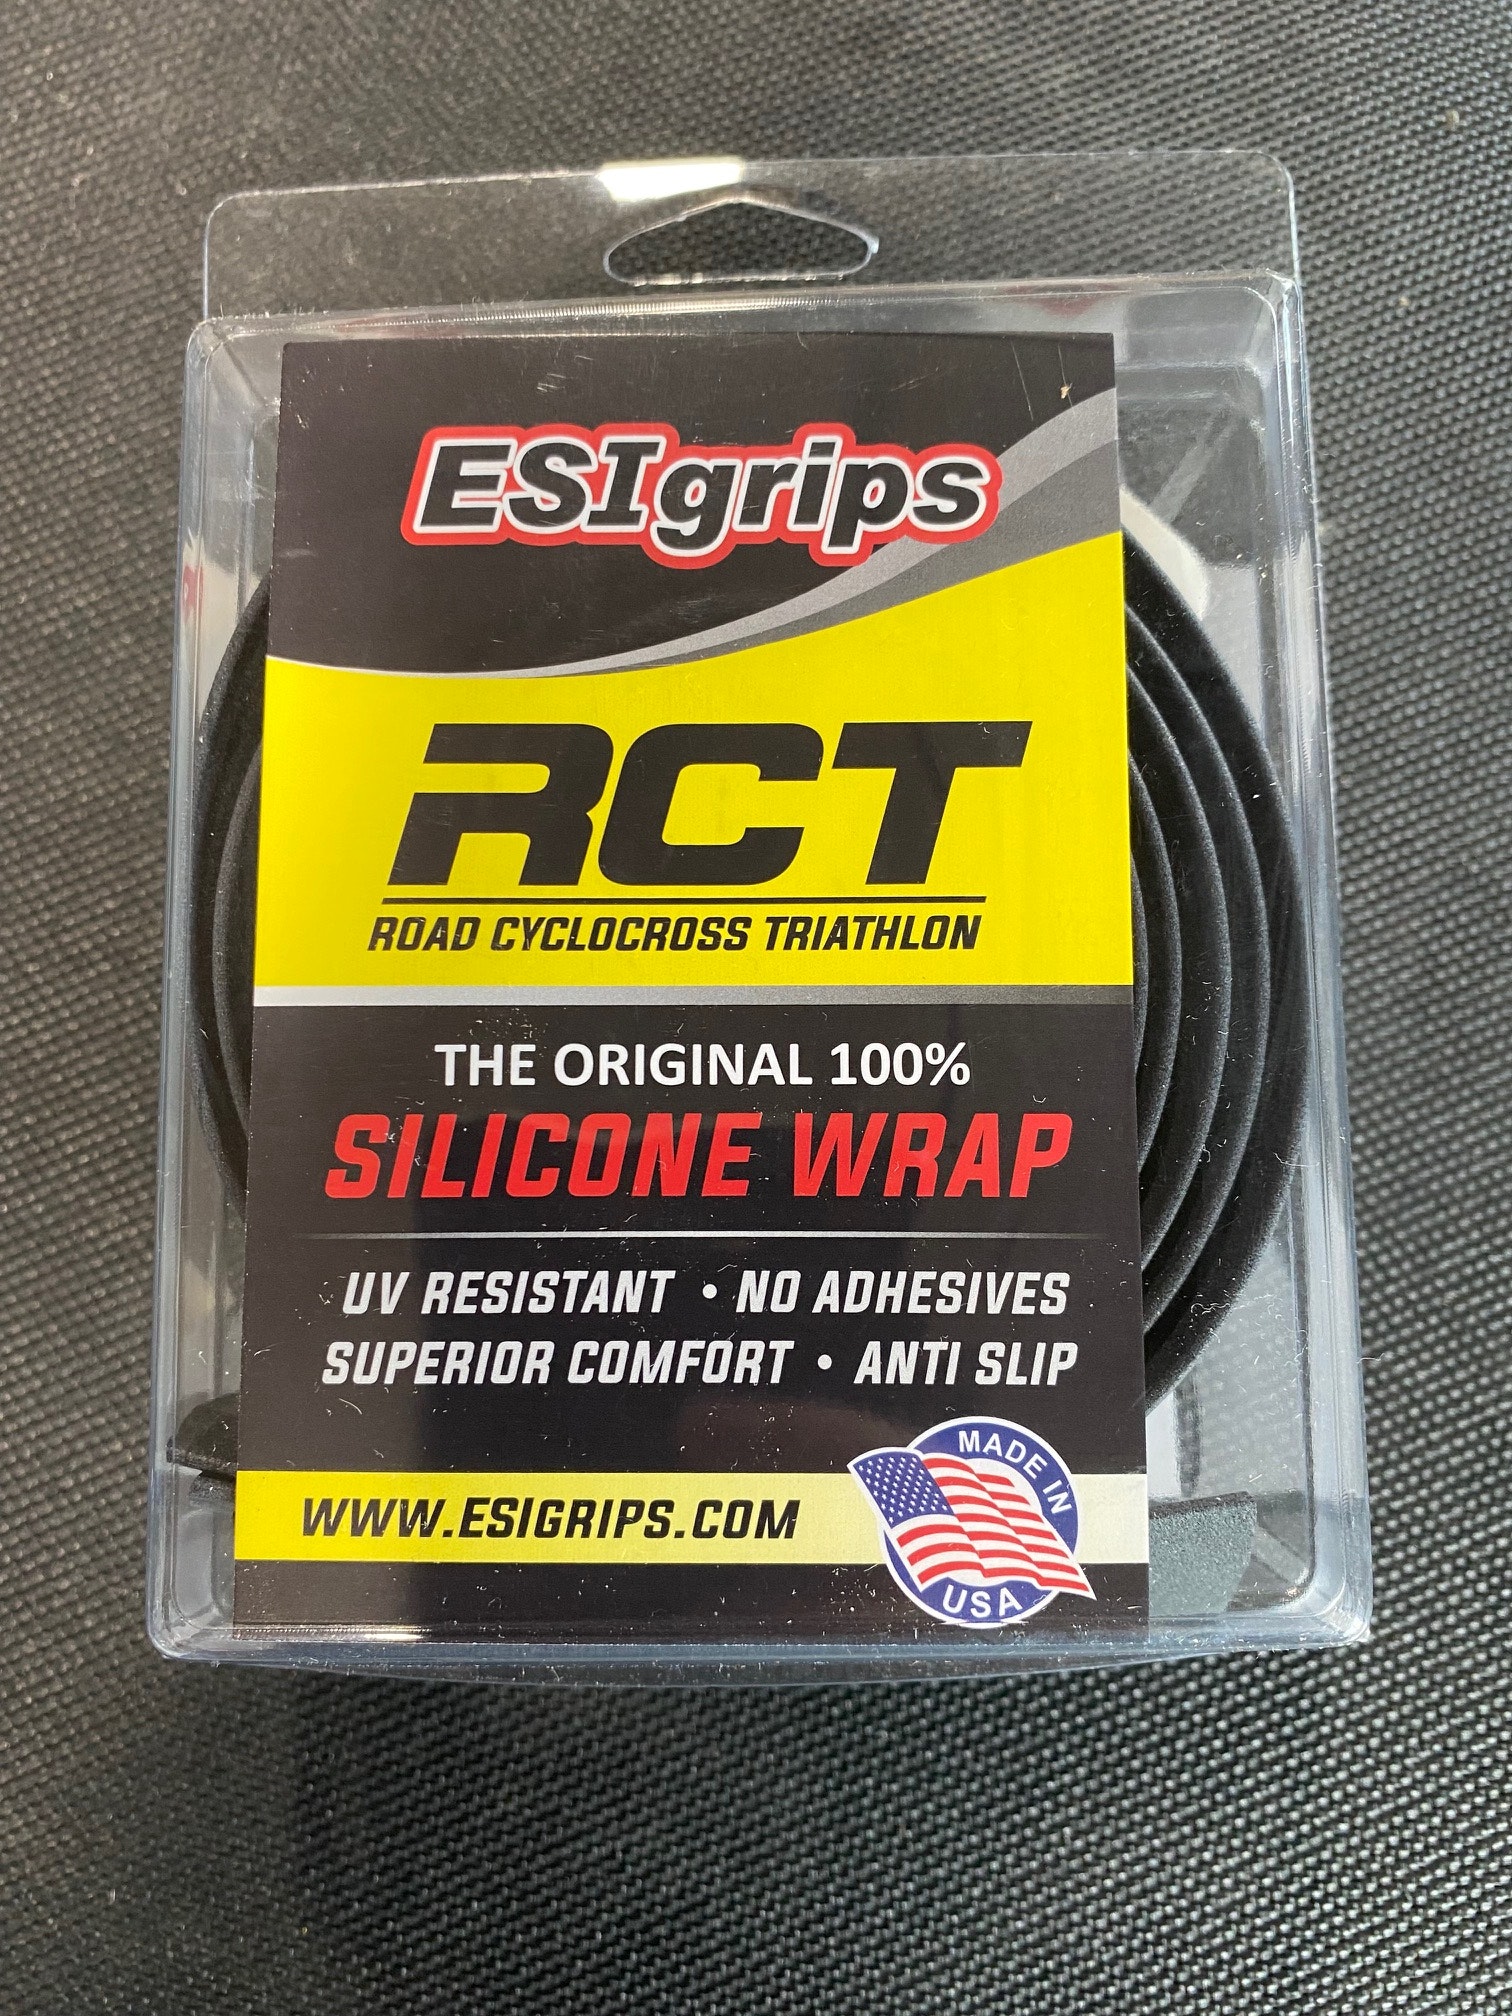 ESIgrips
RCT
ROAD CYCLOCROSS TRIATHLON
THE ORIGINAL 100%
SILICONE WRAP
UV RESISTANT • NO ADHESIVES
SUPERIOR COMFORT • ANTI SLIP
WWW.ESIGRIPS.COM
MADE IN
USA